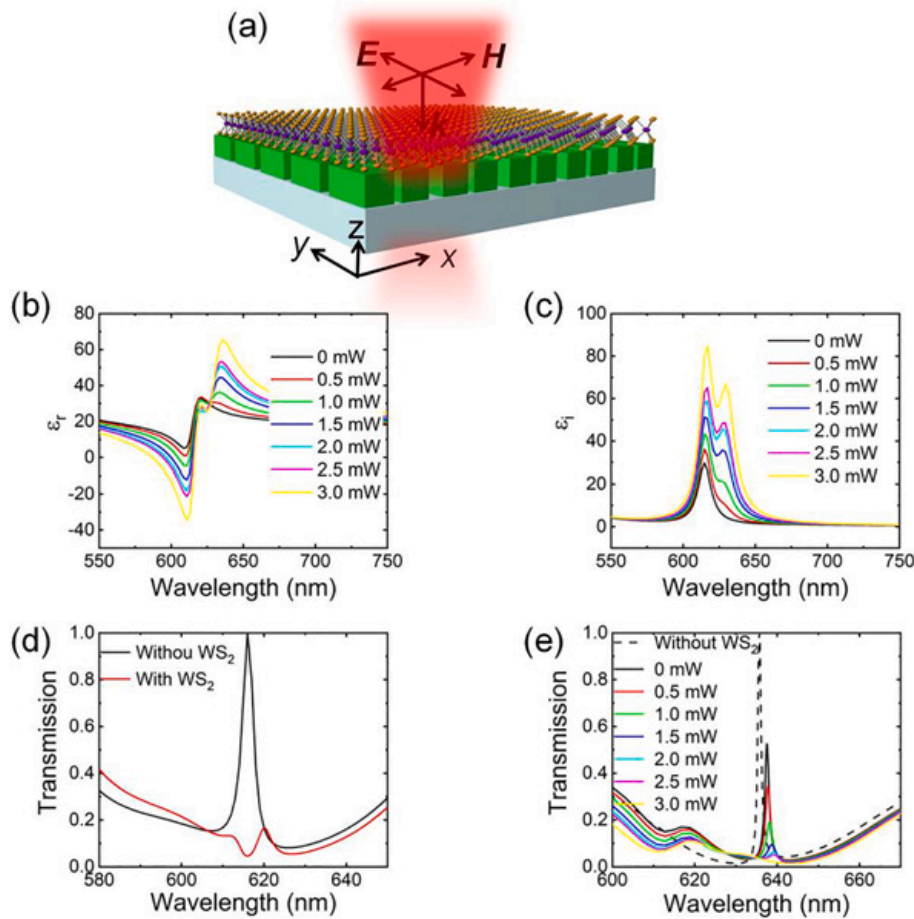 (a)
E
H
k
z
y
x
(b)
80
60
40
20
0
-20
-40
εr
550 600 650 700 750
Wavelength (nm)
0 mW
0.5 mW
1.0 mW
1.5 mW
2.0 mW
2.5 mW
3.0 mW
(c)
100
80
60
40
20
0
εi
550 600 650 700 750
Wavelength (nm)
0 mW
0.5 mW
1.0 mW
1.5 mW
2.0 mW
2.5 mW
3.0 mW
(d)
1.0
0.8
0.6
0.4
0.2
0.0
Transmission
580 600 620 640
Wavelength (nm)
Withou WS2
With WS2
(e)
1.0
0.8
0.6
0.4
0.2
0.0
Transmission
600 620 640 660
Wavelength (nm)
Without WS2
0 mW
0.5 mW
1.0 mW
1.5 mW
2.0 mW
2.5 mW
3.0 mW